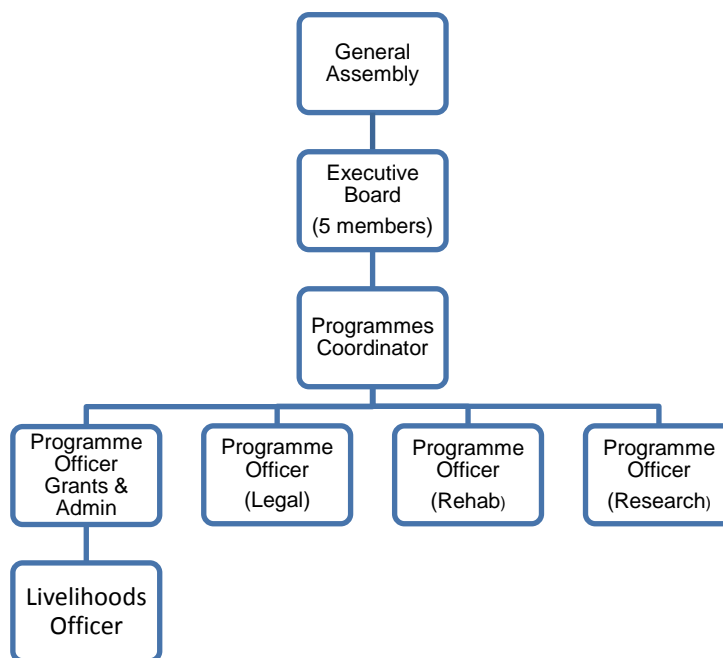 General
Assembly
Executive
Board
(5 members)
Programmes
Coordinator
Programme
Officer
Grants &
Admin
Programme
Officer
(Legal)
Programme
Officer
(Rehab)
Programme
Officer
(Research)
Livelihoods
Officer